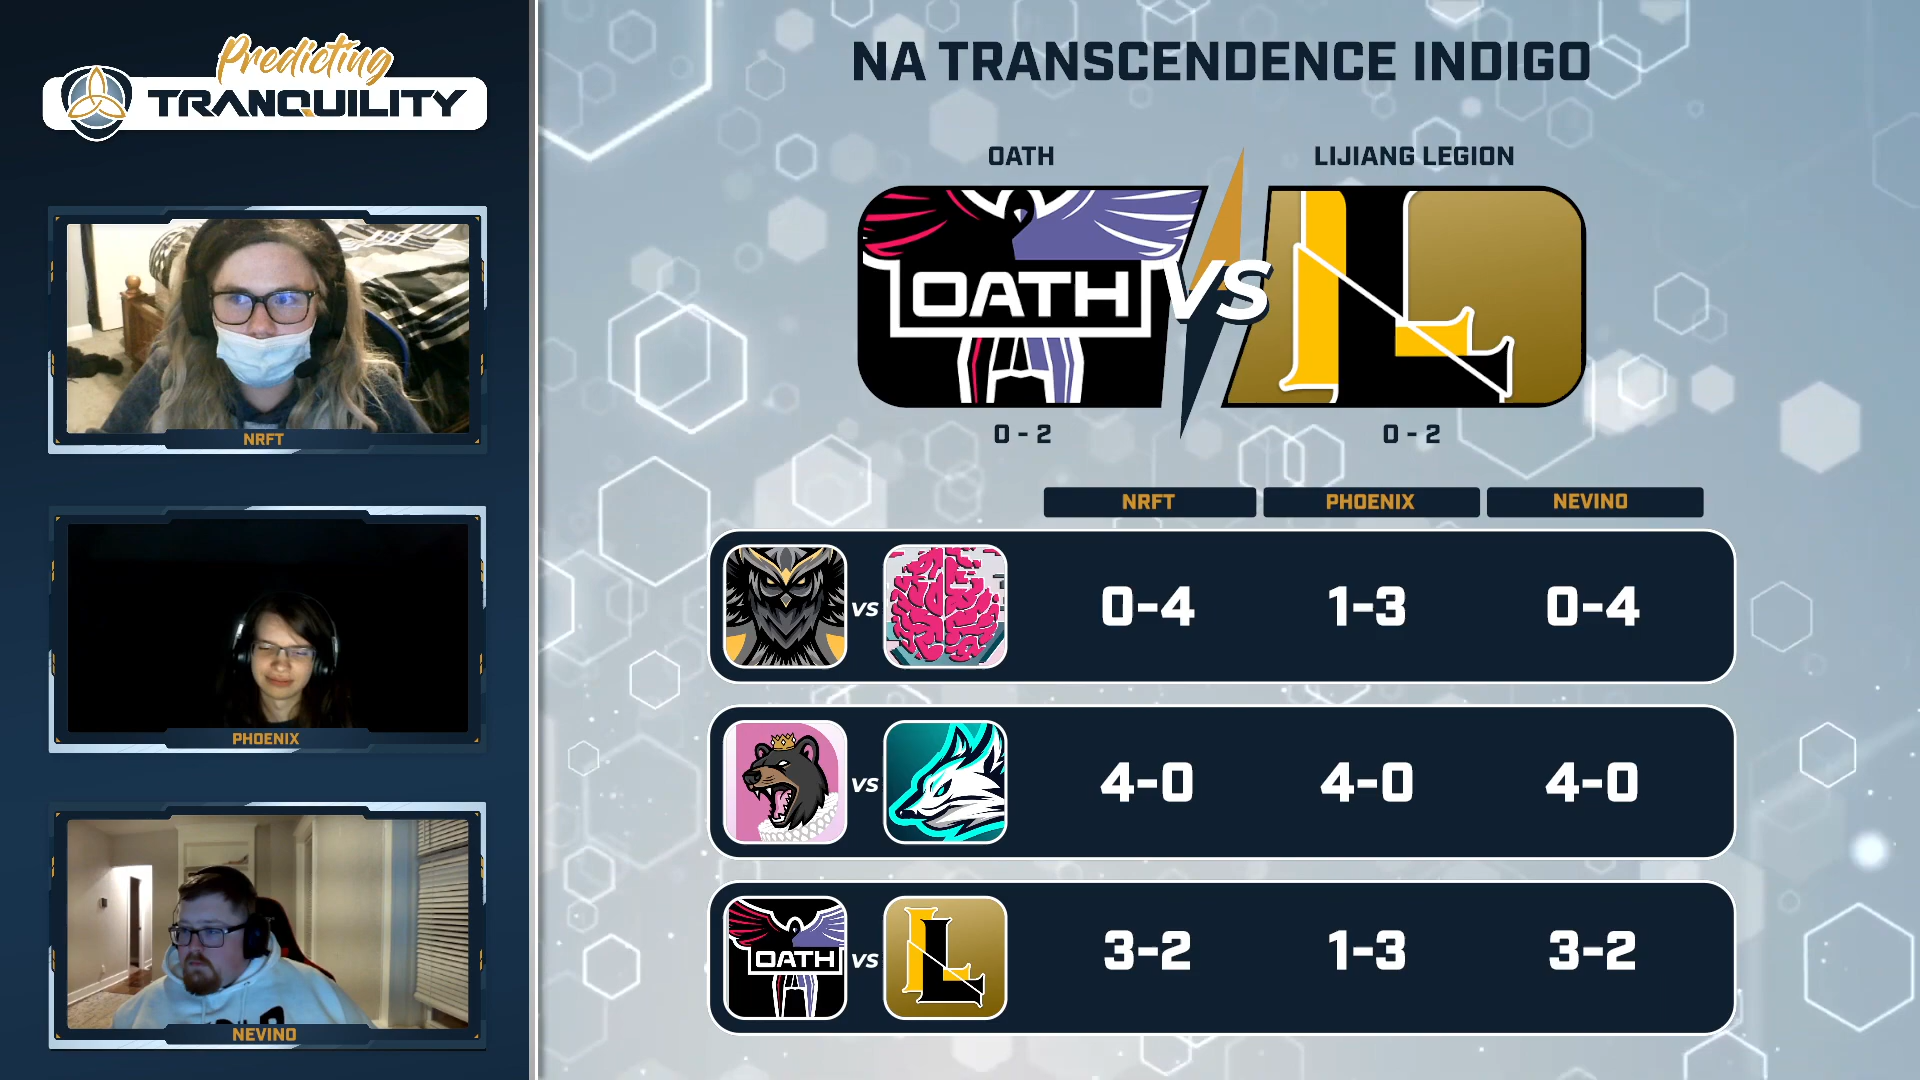 Predicting
TRANQUILITY
NRFT
PHOENIX
NEVINO
NA TRANSCENDENCE INDIGO
OATH
LIJIANG LEGION
OATH
VS
L
0 - 2
0 - 2
NRFT
PHOENIX
NEVINO
VS
0-4
1-3
0-4
VS
4-0
4-0
4-0
OATH
VS
L
3-2
1-3
3-2